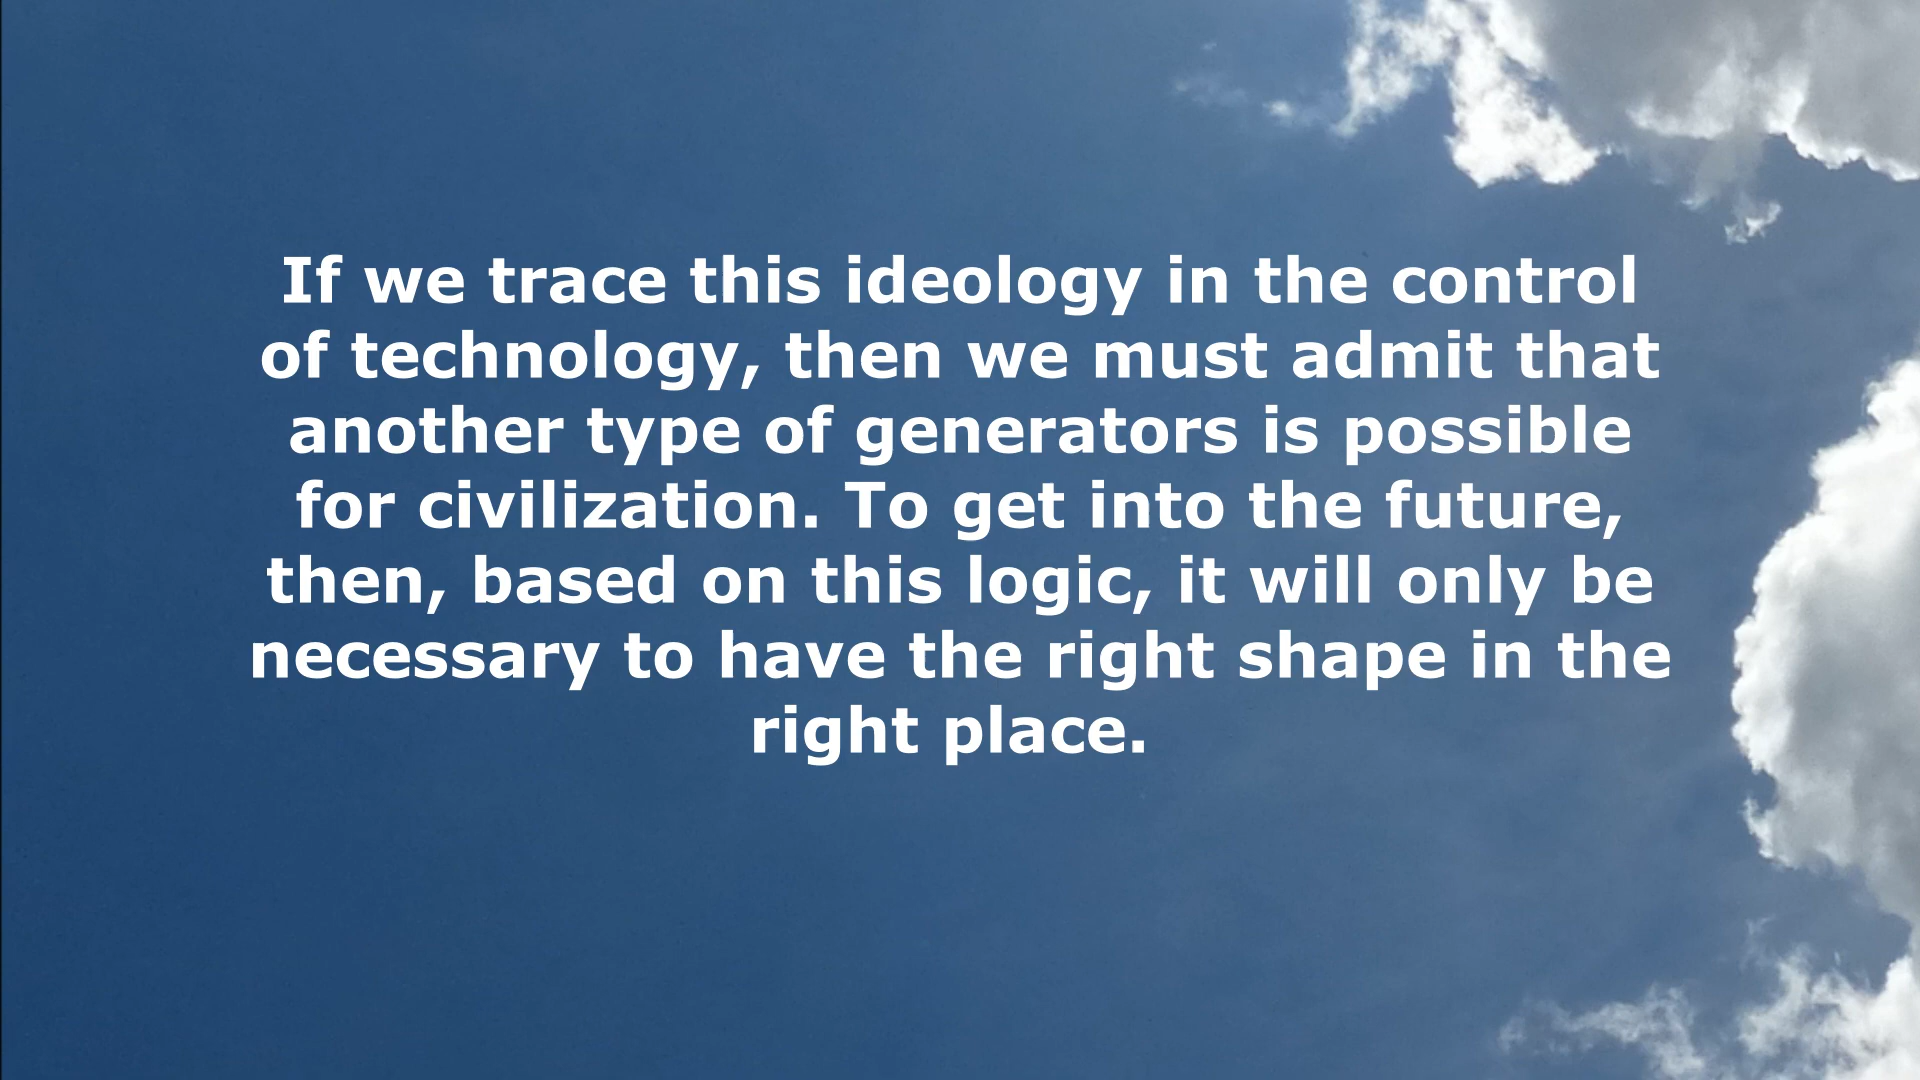 If we trace this ideology in the control
of technology, then we must admit that
another type of generators is possible
for civilization. To get into the future,
then, based on this logic, it will only be
necessary to have the right shape in the
right place.